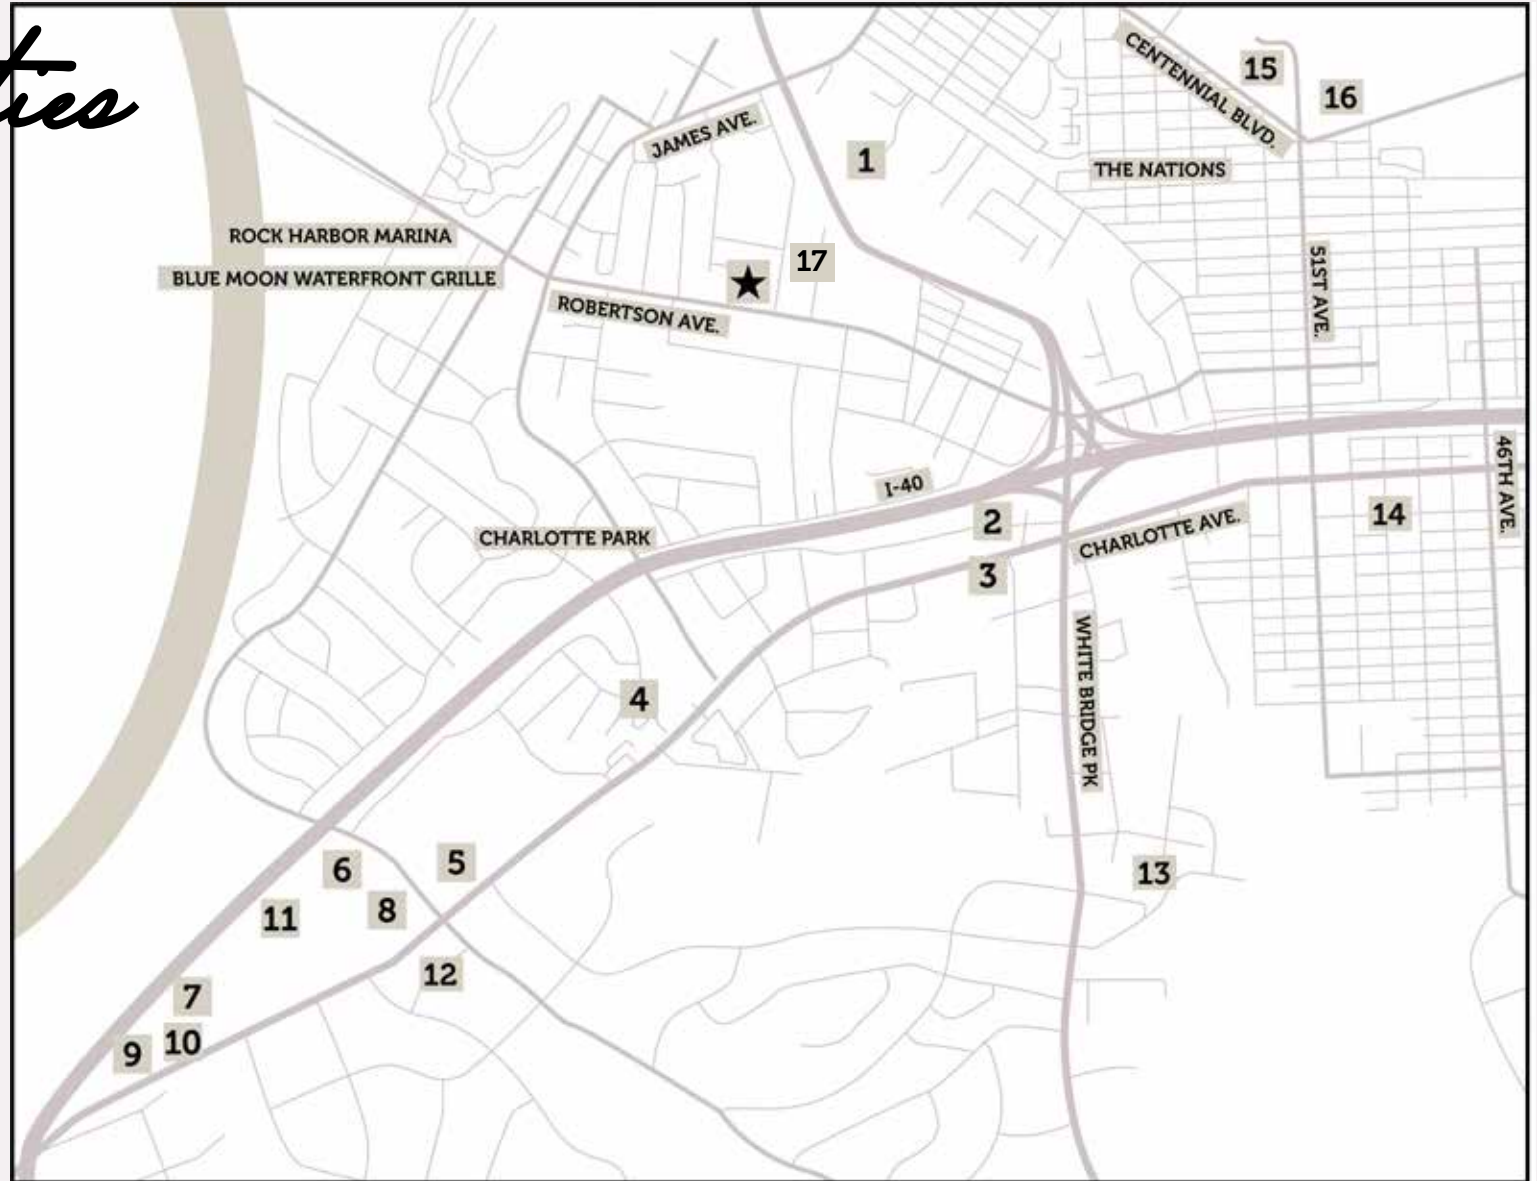 ties
CENTENNIAL BLVD.
15
16
JAMES AVE.
1
THE NATIONS
ROCK HARBOR MARINA
17
51ST AVE.
BLUE MOON WATERFRONT GRILLE
★
ROBERTSON AVE.
I-40
46TH AVE.
2
14
CHARLOTTE PARK
CHARLOTTE AVE.
3
WHITE BRIDGE PK
4
5
6
13
8
11
12
7
10
9